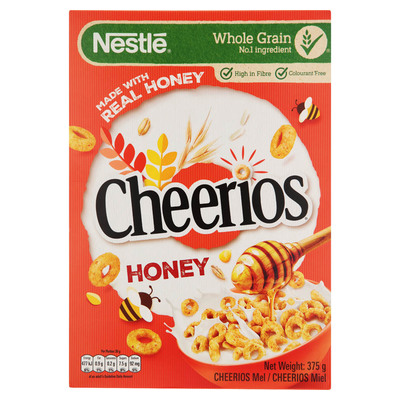 Nestlé
Whole Grain
No.1 ingredient
High in Fibre
Colourant Free
MADE WITH
REAL HONEY
Cheerios
HONEY
Net Weight: 375 g
CHEERIOS Mel / CHEERIOS Miel